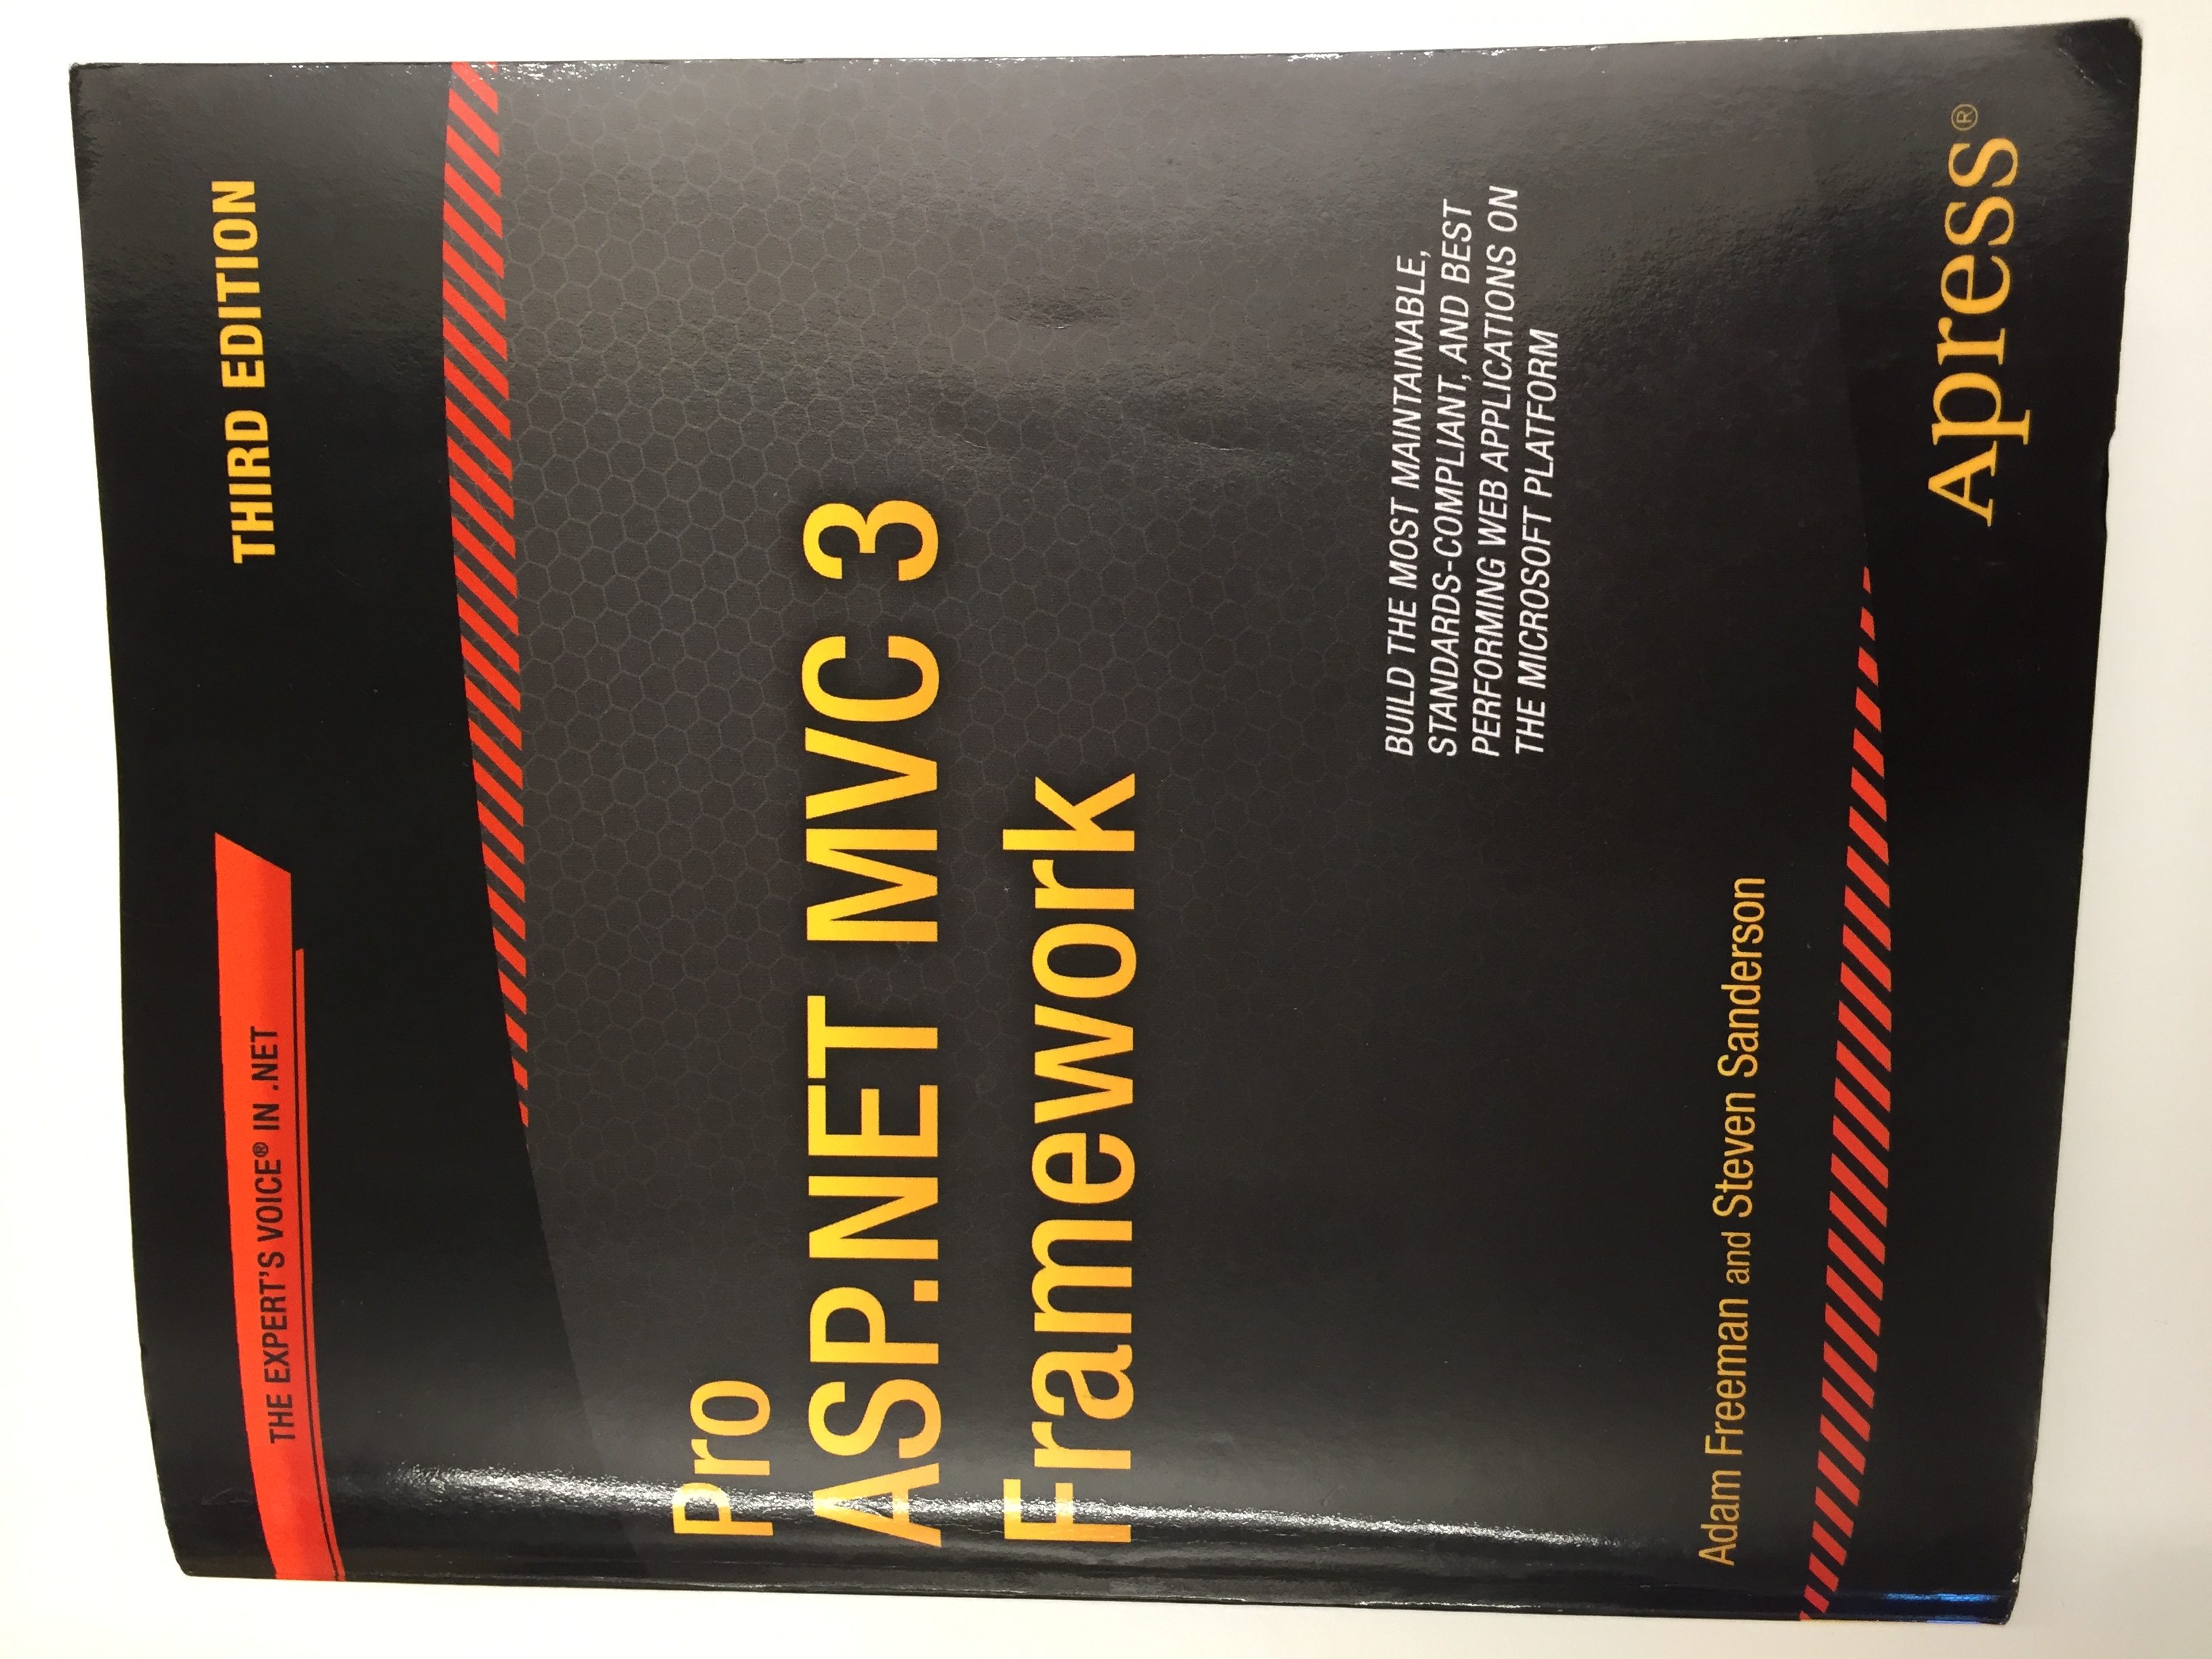 THE EXPERT'S VOICE® IN .NET
THIRD EDITION
Pro
ASP.NET MVC 3
Framework
BUILD THE MOST MAINTAINABLE,
STANDARDS-COMPLIANT, AND BEST
PERFORMING WEB APPLICATIONS ON
THE MICROSOFT PLATFORM
Adam Freeman and Steven Sanderson
Apress®